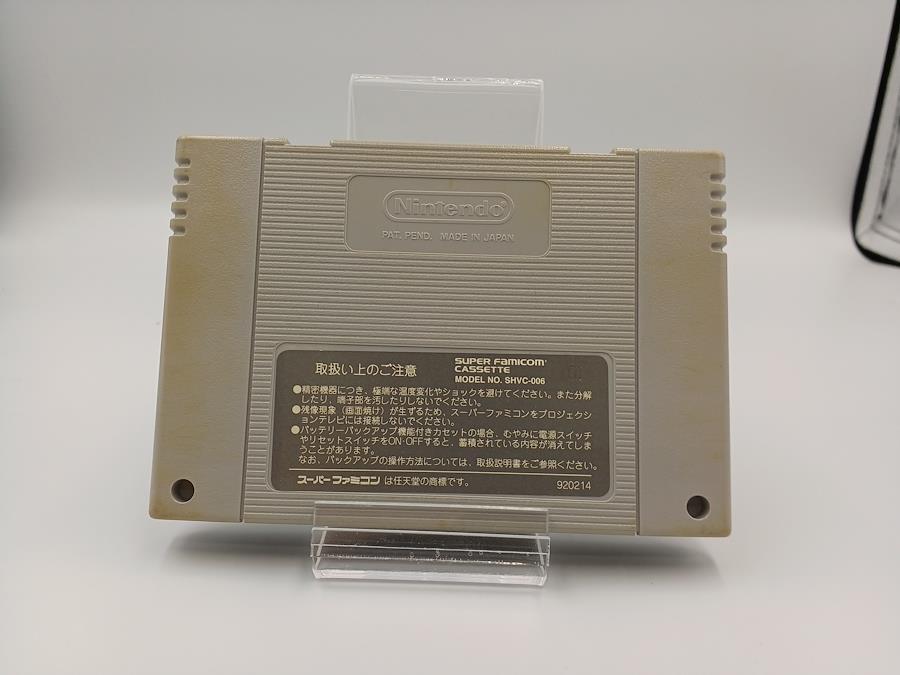 Nintendo®
PAT. PEND. MADE IN JAPAN
取扱い上のご注意
SUPER FAMICOM
CASSETTE
MODEL NO. SHVC-006
●精密機器につき、極端な温度変化やショックを避けてください。また分解
したり、端子部を汚したりしないでください。
●残像現象（画面焼け）が生ずるため、スーパーファミコンをプロジェクシ
ョンテレビには接続しないでください。
●バッテリーバックアップ機能付きカセットの場合、むやみに電源スイッチ
やリセットスイッチをON・OFFすると、蓄積されている内容が消えてしま
うことがあります。
なお、バックアップの操作方法については、取扱説明書をご参照ください。
スーパーファミコンは任天堂の商標です。
920214